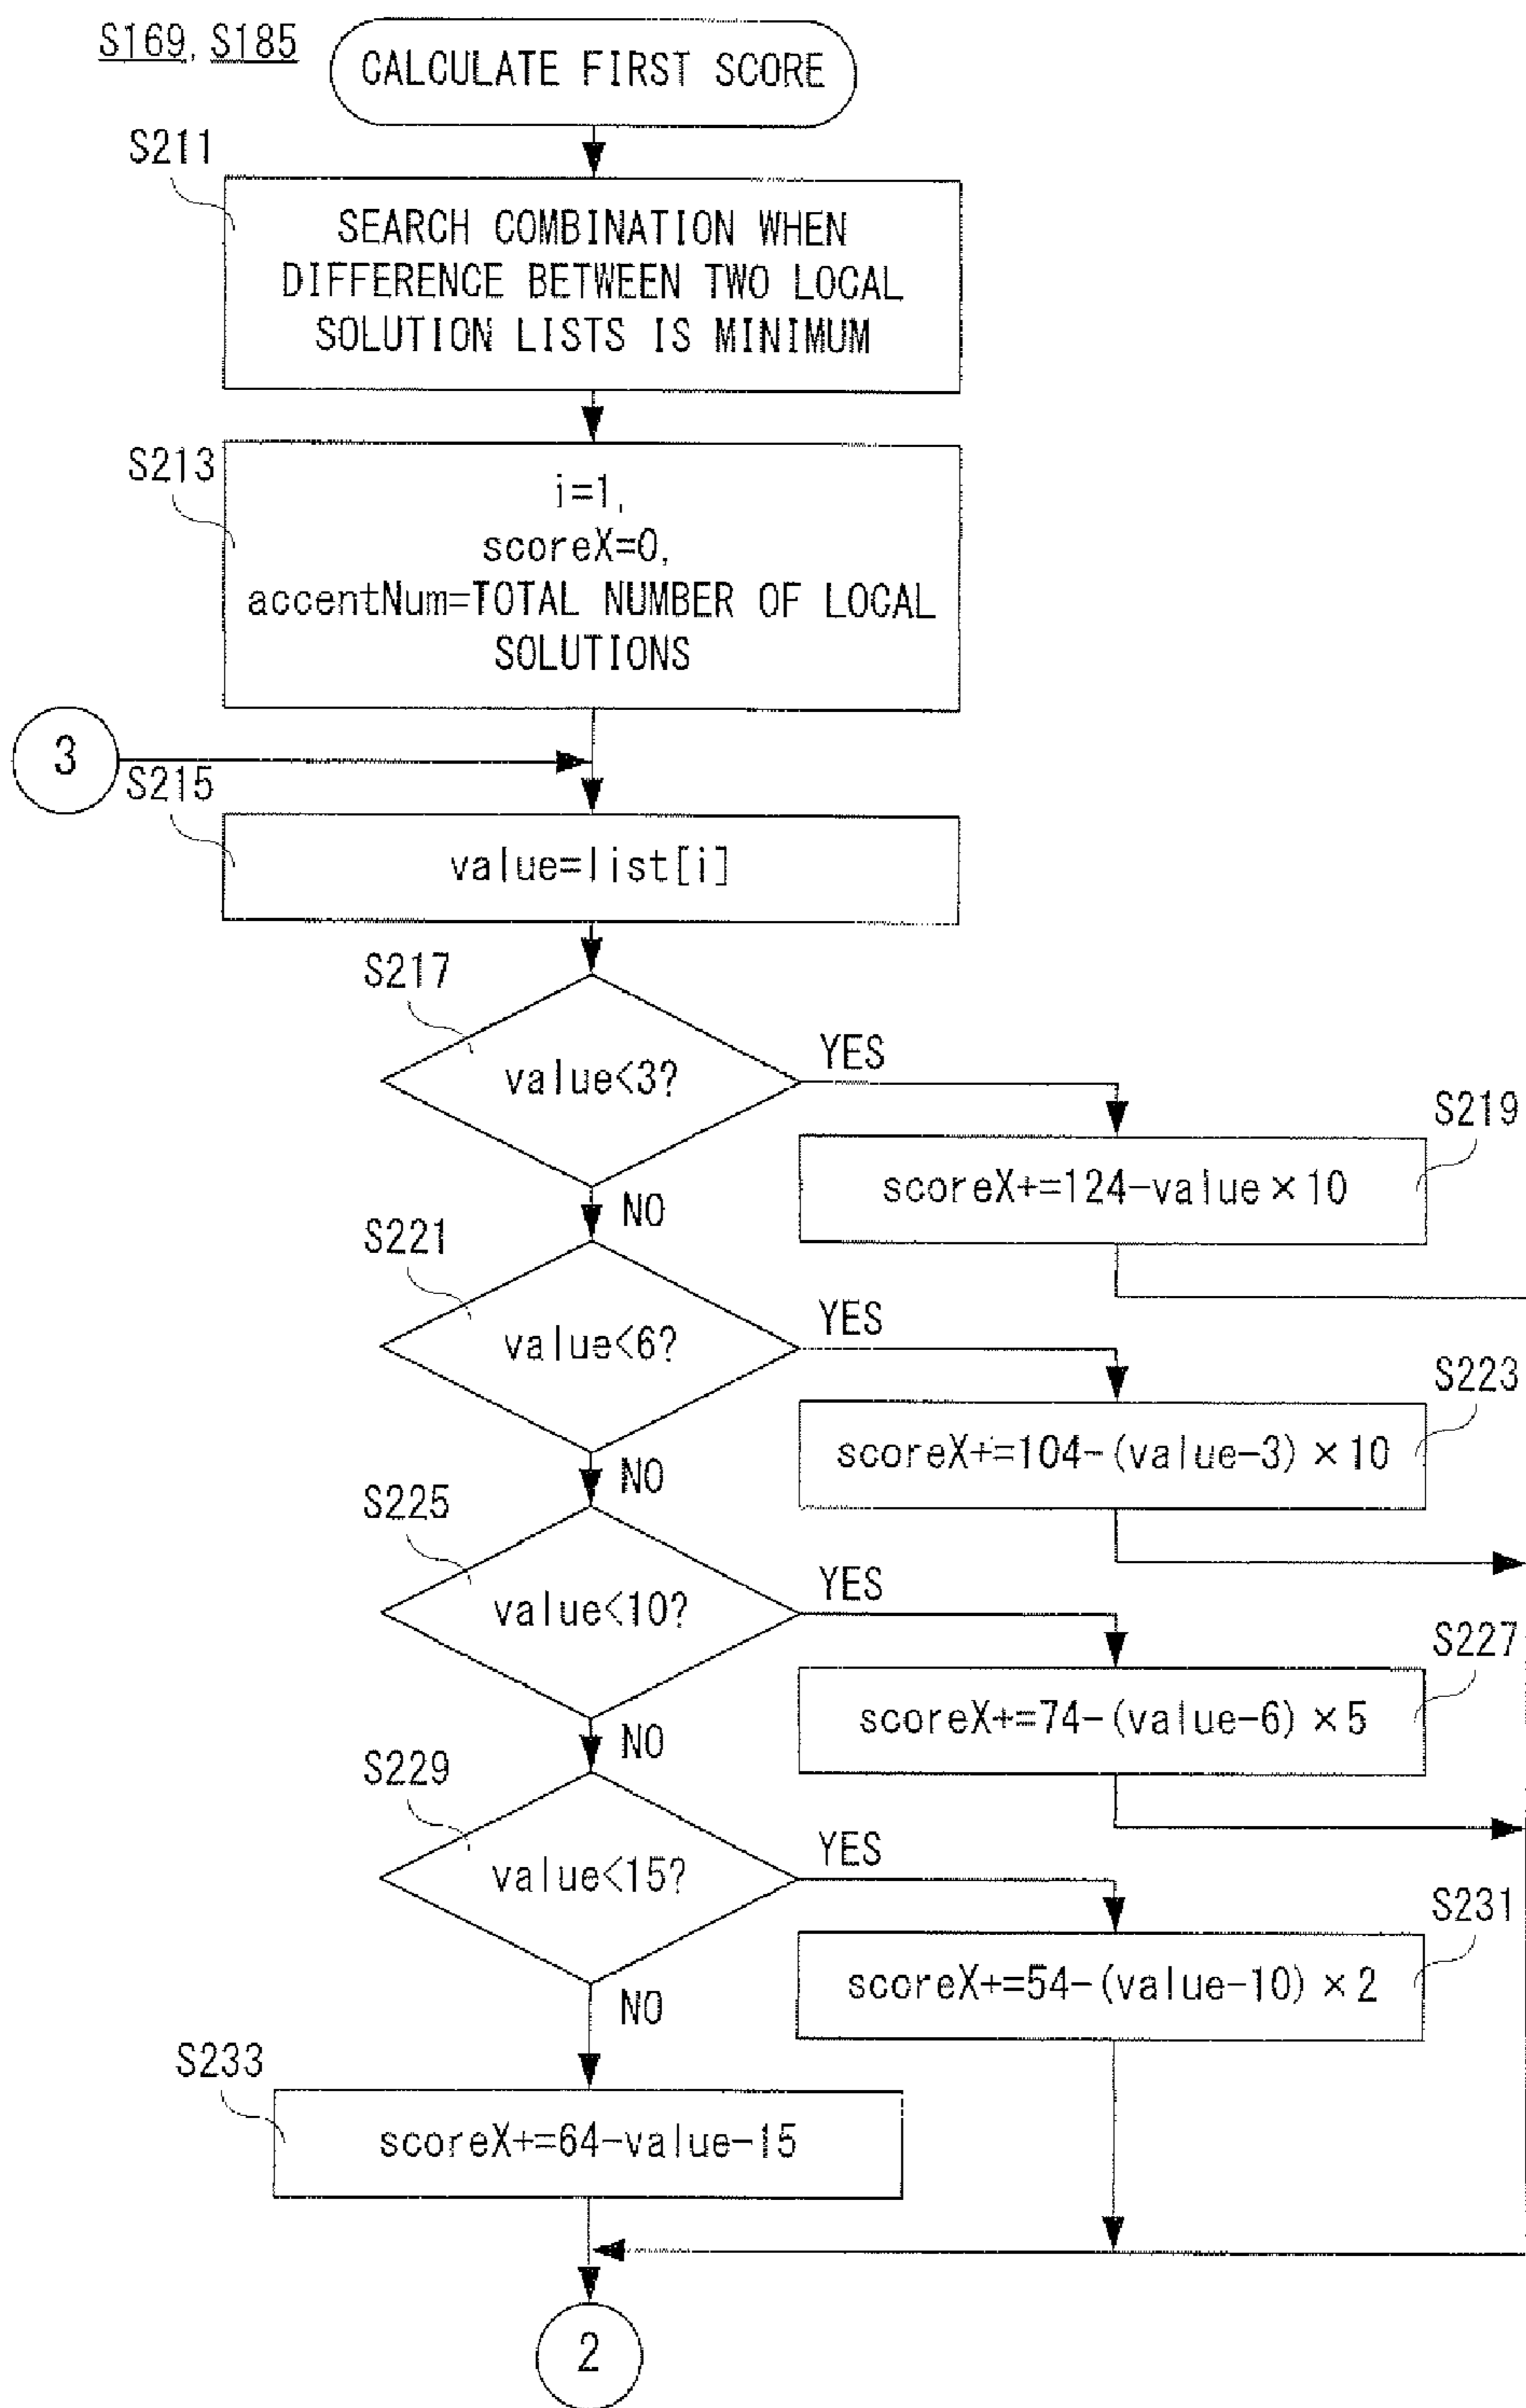 S169, S185
CALCULATE FIRST SCORE
S211
SEARCH COMBINATION WHEN
DIFFERENCE BETWEEN TWO LOCAL
SOLUTION LISTS IS MINIMUM
S213
i=1,
scoreX=0,
accentNum=TOTAL NUMBER OF LOCAL
SOLUTIONS
3
S215
value=list[i]
S217
value<3?
YES
S219
scoreX+=124-value×10
NO
S221
value<6?
YES
S223
scoreX+=104-(value-3)×10
NO
S225
value<10?
YES
S227
scoreX+=74-(value-6)×5
NO
S229
value<15?
YES
S231
scoreX+=54-(value-10)×2
NO
S233
scoreX+=64-value-15
2